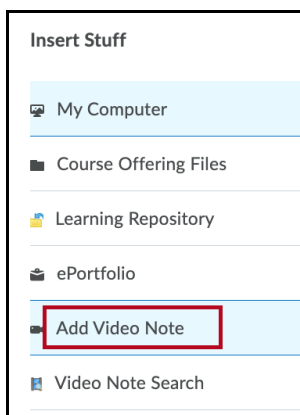 Insert Stuff
My Computer
Course Offering Files
Learning Repository
ePortfolio
Add Video Note
Video Note Search